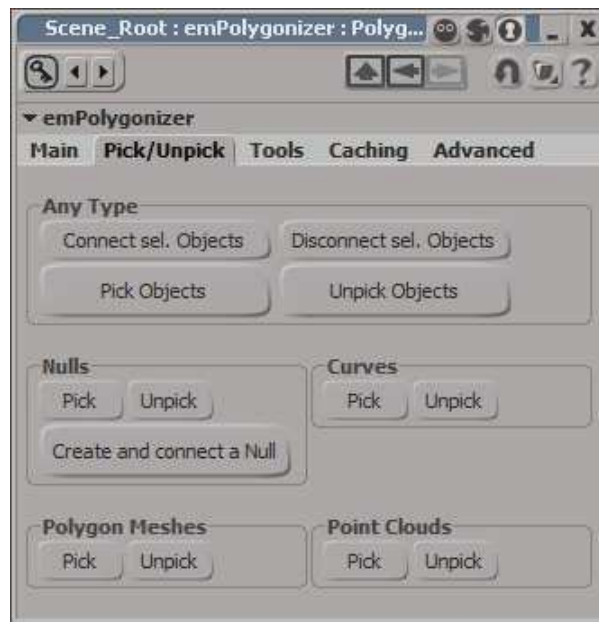 Scene_Root : emPolygonizer : Polyg...
emPolygonizer
Main Pick/Unpick Tools Caching Advanced
Any Type
Connect sel. Objects Disconnect sel. Objects
Pick Objects Unpick Objects
Nulls Curves
Pick Unpick Pick Unpick
Create and connect a Null
Polygon Meshes Point Clouds
Pick Unpick Pick Unpick